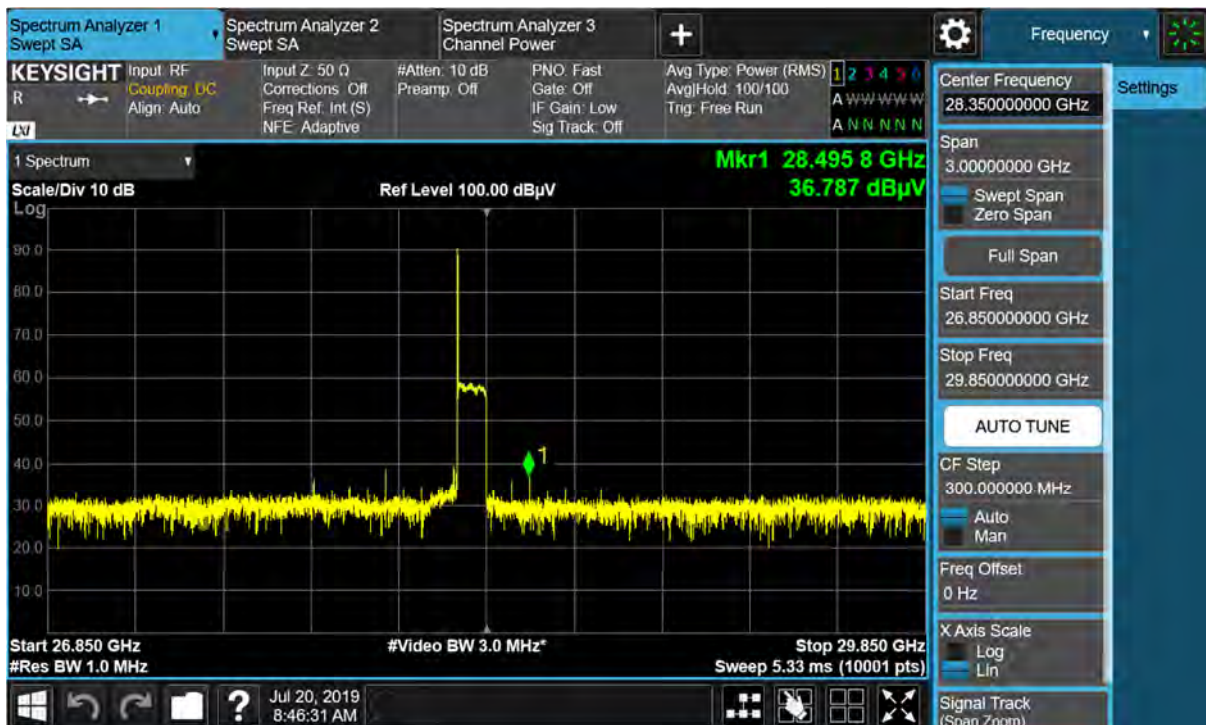 Spectrum Analyzer 1
Swept SA
Spectrum Analyzer 2
Swept SA
Spectrum Analyzer 3
Channel Power
+
Frequency
KEYSIGHT
R
LXI
Input: RF
Coupling: DC
Align: Auto
Input Z: 50 Ω
Corrections: Off
Freq Ref: Int (S)
NFE: Adaptive
#Atten: 10 dB
Preamp: Off
PNO: Fast
Gate: Off
IF Gain: Low
Sig Track: Off
Avg Type: Power (RMS)
Avg|Hold: 100/100
Trig: Free Run
1 2 3 4 5 6
A W W W W W
A N N N N N
1 Spectrum
Scale/Div 10 dB
Ref Level 100.00 dBµV
Mkr1 28.495 8 GHz
36.787 dBµV
Log
90.0
80.0
70.0
60.0
50.0
40.0
30.0
20.0
10.0
1
Start 26.850 GHz
#Video BW 3.0 MHz*
Stop 29.850 GHz
#Res BW 1.0 MHz
Sweep 5.33 ms (10001 pts)
Center Frequency
28.350000000 GHz
Settings
Span
3.00000000 GHz
Swept Span
Zero Span
Full Span
Start Freq
26.850000000 GHz
Stop Freq
29.850000000 GHz
AUTO TUNE
CF Step
300.000000 MHz
Auto
Man
Freq Offset
0 Hz
X Axis Scale
Log
Lin
Signal Track
(Span Zoom)
?
Jul 20, 2019
8:46:31 AM